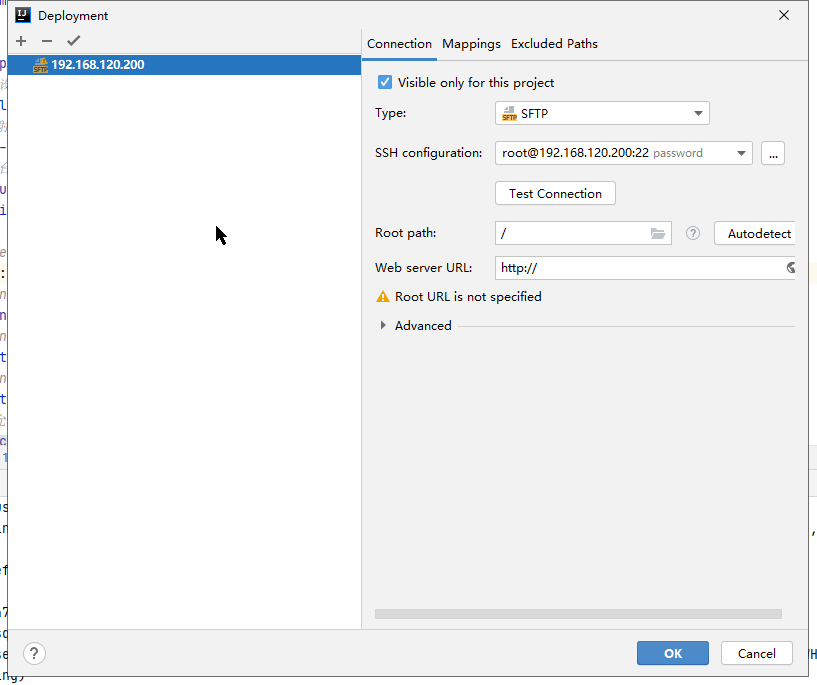 Deployment
192.168.120.200
Connection Mappings Excluded Paths
Visible only for this project
Type: SFTP
SSH configuration: root@192.168.120.200:22 password ...
Test Connection
Root path: / Autodetect
Web server URL: http://
Root URL is not specified
Advanced
? OK Cancel